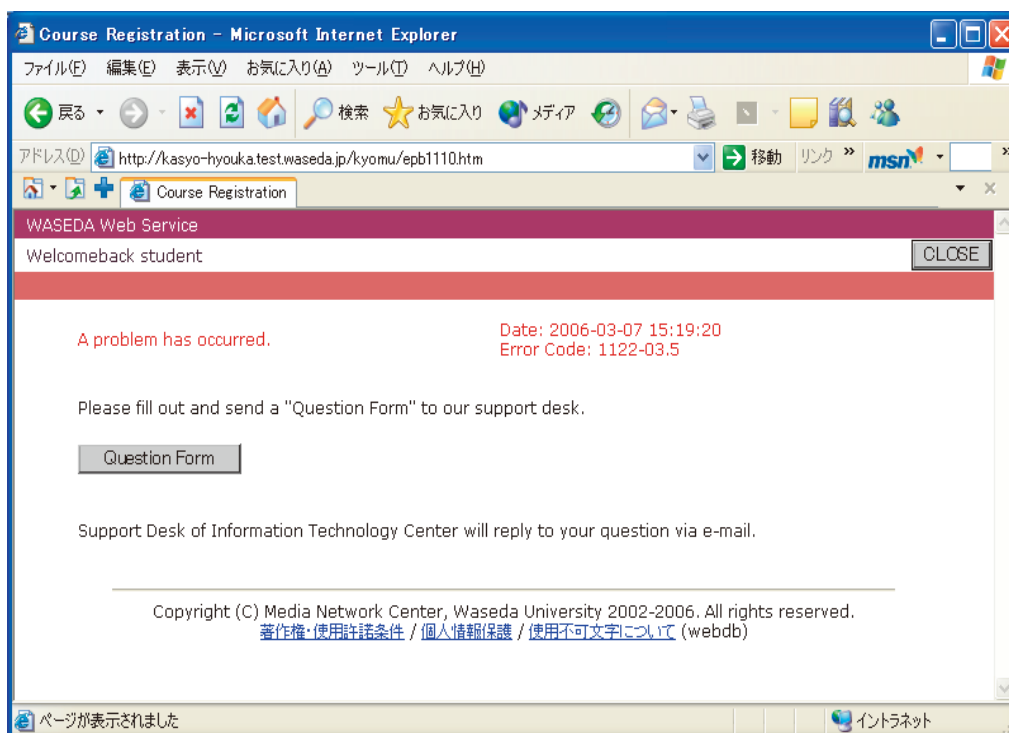 Course Registration - Microsoft Internet Explorer
ファイル(F) 編集(E) 表示(V) お気に入り(A) ツール(T) ヘルプ(H)
戻る 検索 お気に入り メディア
アドレス(D) http://kasyo-hyouka.test.waseda.jp/kyomu/epb1110.htm 移動 リンク » msn »
Course Registration
WASEDA Web Service
Welcomeback student CLOSE
A problem has occurred. Date: 2006-03-07 15:19:20
Error Code: 1122-03.5
Please fill out and send a "Question Form" to our support desk.
Question Form
Support Desk of Information Technology Center will reply to your question via e-mail.
Copyright (C) Media Network Center, Waseda University 2002-2006. All rights reserved.
著作権・使用許諾条件 / 個人情報保護 / 使用不可文字について (webdb)
ページが表示されました イントラネット